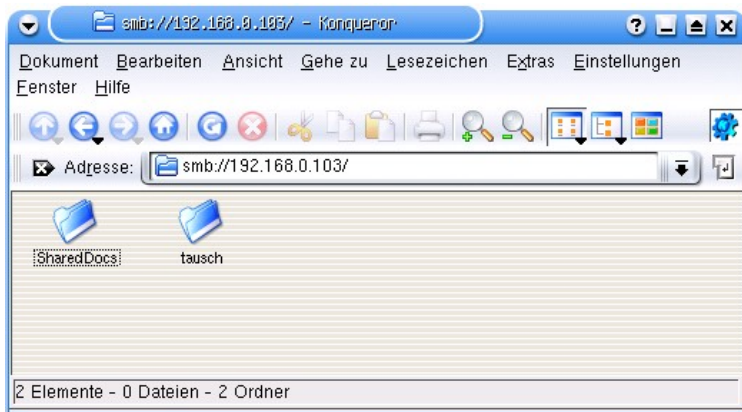 smb://192.168.0.103/ - Konqueror
Dokument Bearbeiten Ansicht Gehe zu Lesezeichen Extras Einstellungen
Fenster Hilfe
Adresse: smb://192.168.0.103/
SharedDocs tausch
2 Elemente - 0 Dateien - 2 Ordner